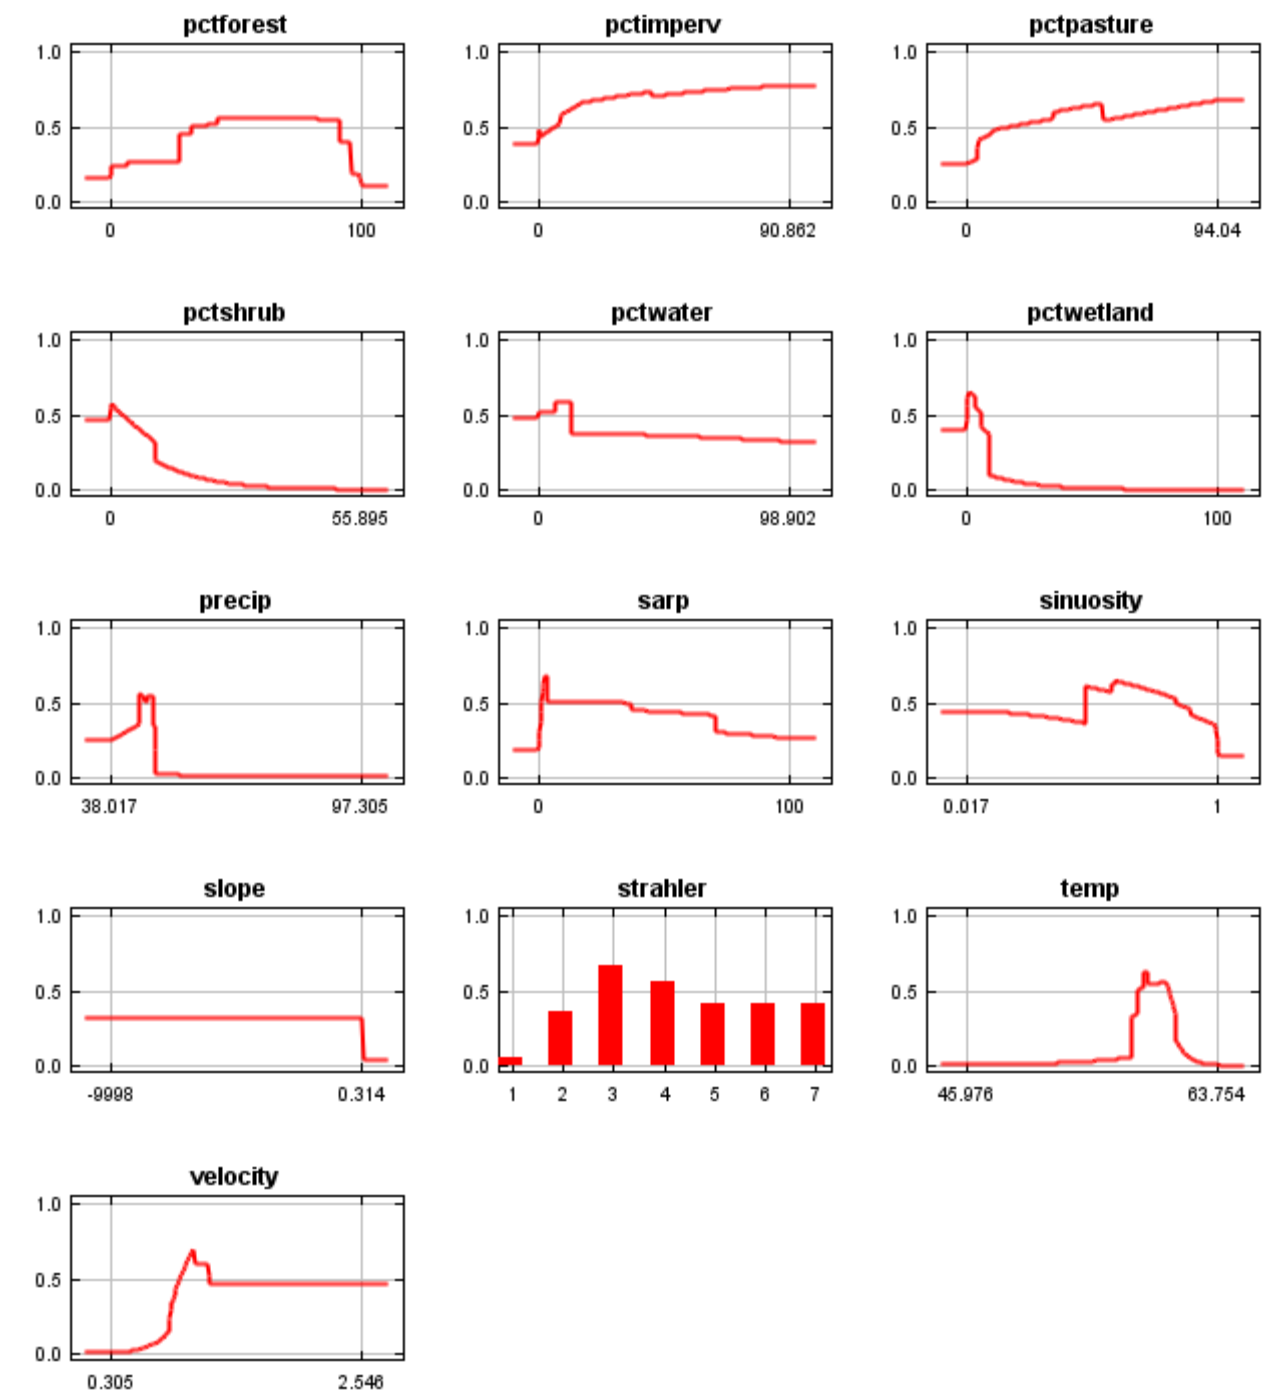 pctforest pctimperv pctpasture
1.0 1.0 1.0
0.5 0.5 0.5
0.0 0.0 0.0
0 100 0 90.862 0 94.04
pctshrub pctwater pctwetland
1.0 1.0 1.0
0.5 0.5 0.5
0.0 0.0 0.0
0 55.895 0 98.902 0 100
precip sarp sinuosity
1.0 1.0 1.0
0.5 0.5 0.5
0.0 0.0 0.0
38.017 97.305 0 100 0.017 1
slope strahler temp
1.0 1.0 1.0
0.5 0.5 0.5
0.0 0.0 0.0
-9998 0.314 1 2 3 4 5 6 7 45.976 63.754
velocity
1.0
0.5
0.0
0.305 2.546